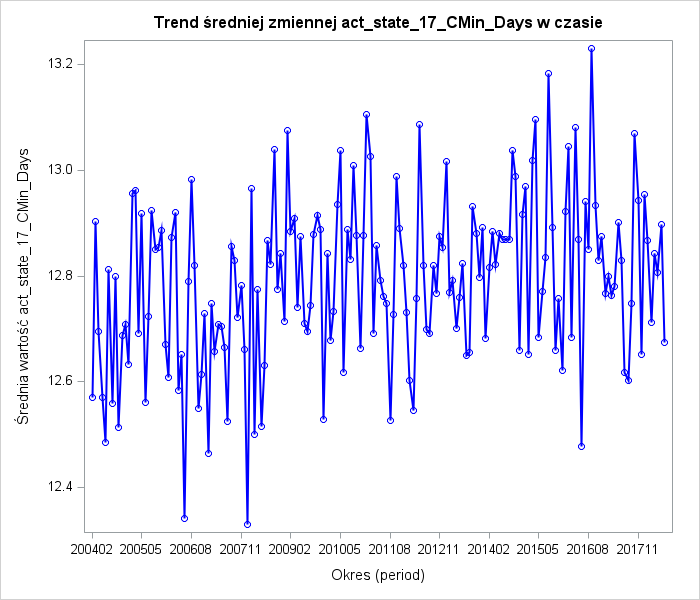 Trend średniej zmiennej act_state_17_CMin_Days w czasie
Średnia wartość act_state_17_CMin_Days
13.2
13.0
12.8
12.6
12.4
200402 200505 200608 200711 200902 201005 201108 201211 201402 201505 201608 201711
Okres (period)